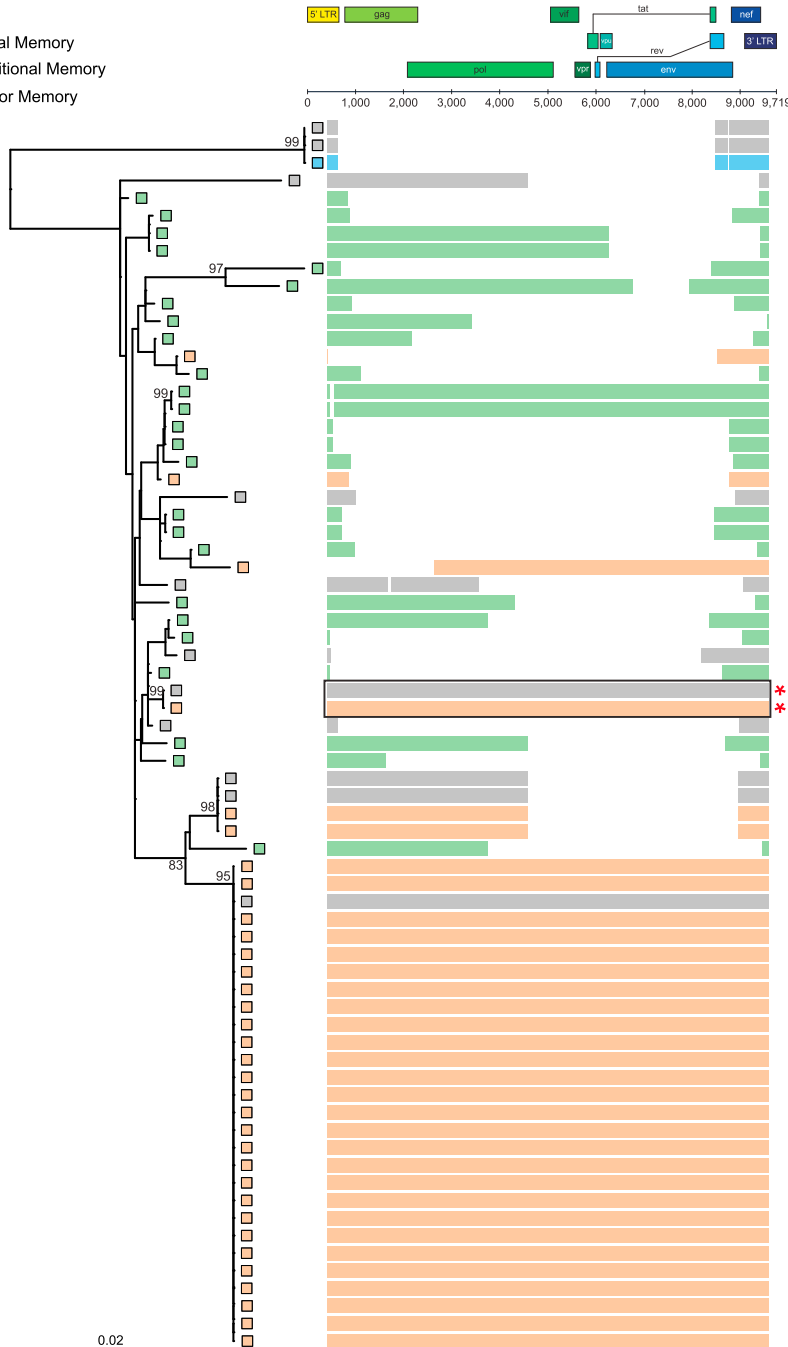 5' LTR gag vif tat nef
al Memory vpu rev 3' LTR
itional Memory pol vpr env
or Memory
0 1,000 2,000 3,000 4,000 5,000 6,000 7,000 8,000 9,000 9,719
99
97
99
99
*
*
98
83
95
0.02